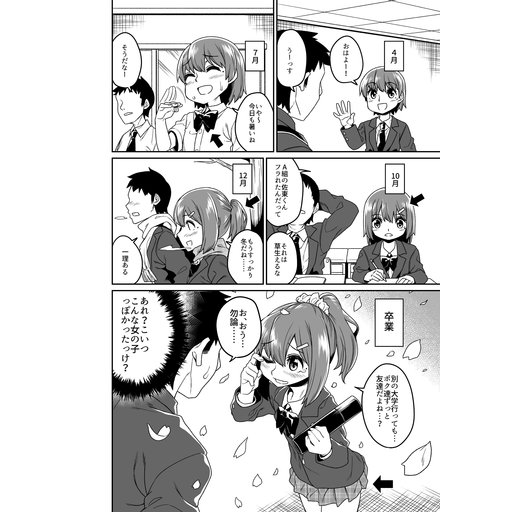 4月
おはよー!
うーっす
7月
いや〜
今日も暑いね
そうだなー
10月
A組の佐東くん
フラれたんだって
それは
草生えるな
12月
もうすっかり
冬だね……
一理ある
卒業
別の大学行っても…
ボク達ずっと
友達だよね…?
お、おう…
勿論……
あれ?こいつ
こんな女の子
っぽかったっけ?